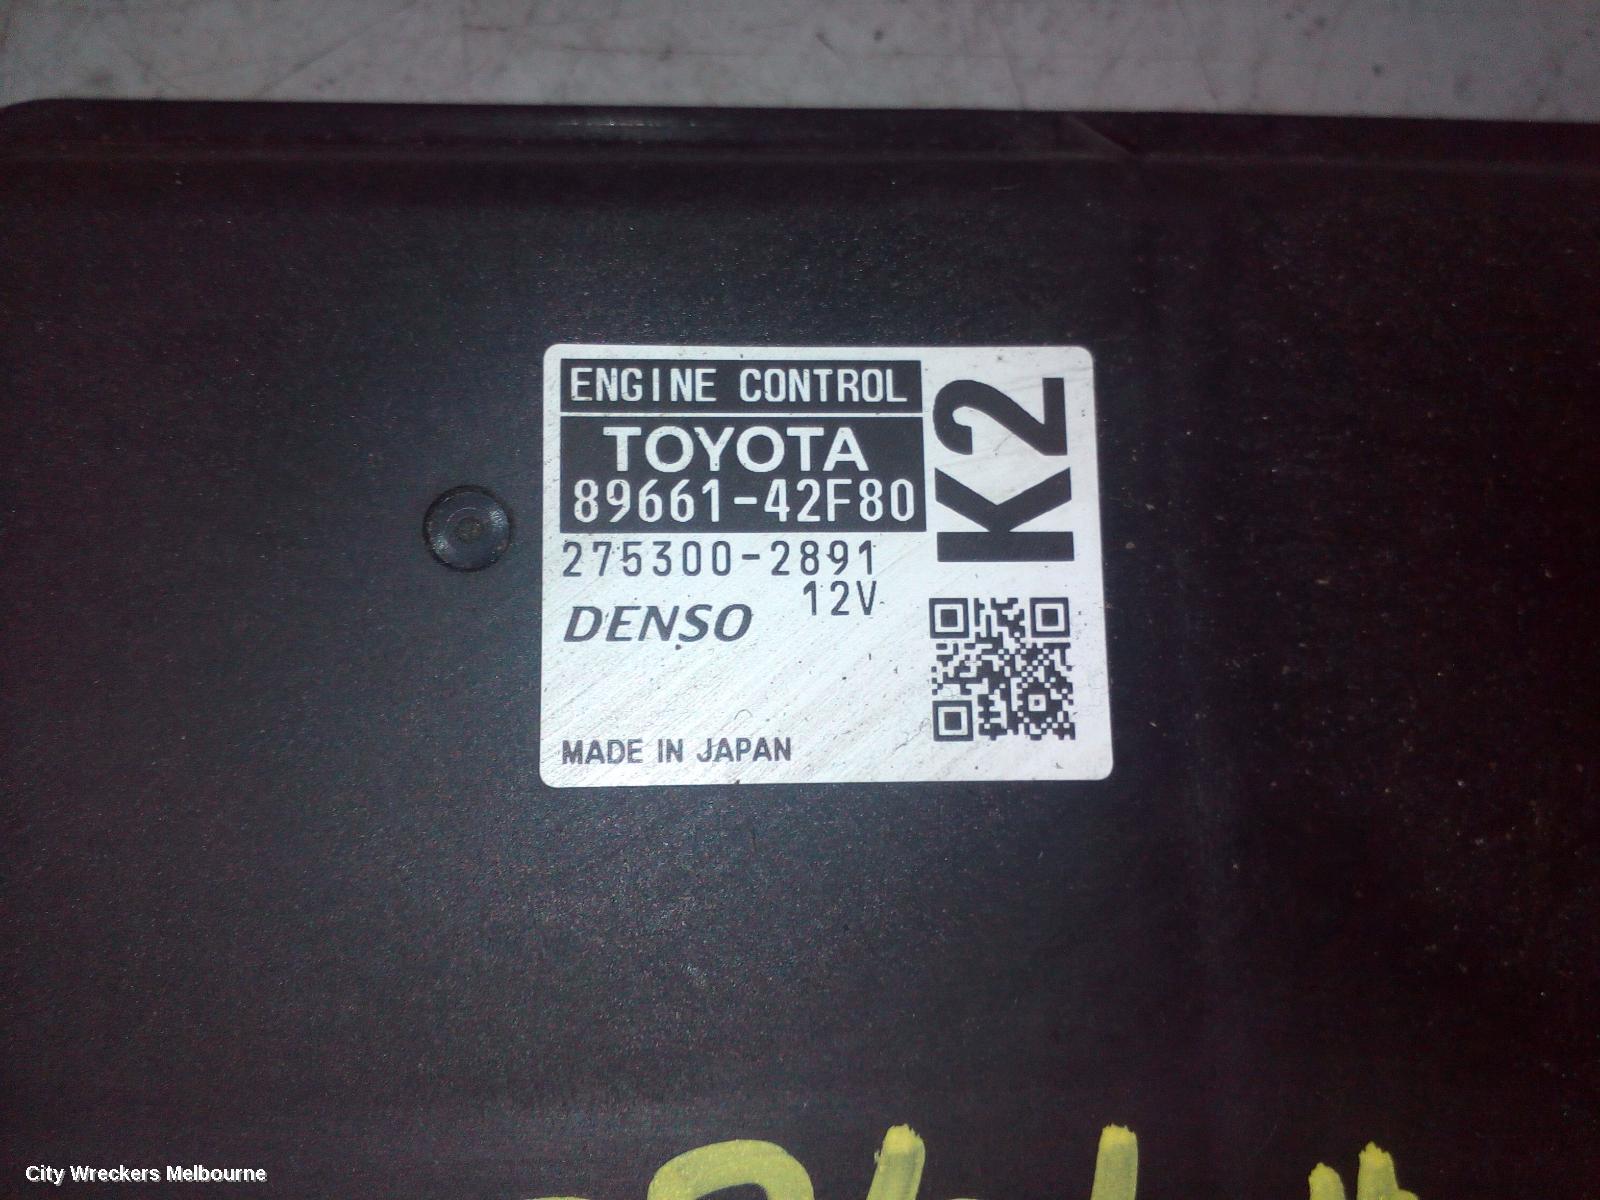 ENGINE CONTROL
TOYOTA
89661-42F80
275300-2891
12V
DENSO
MADE IN JAPAN
K2
City Wreckers Melbourne